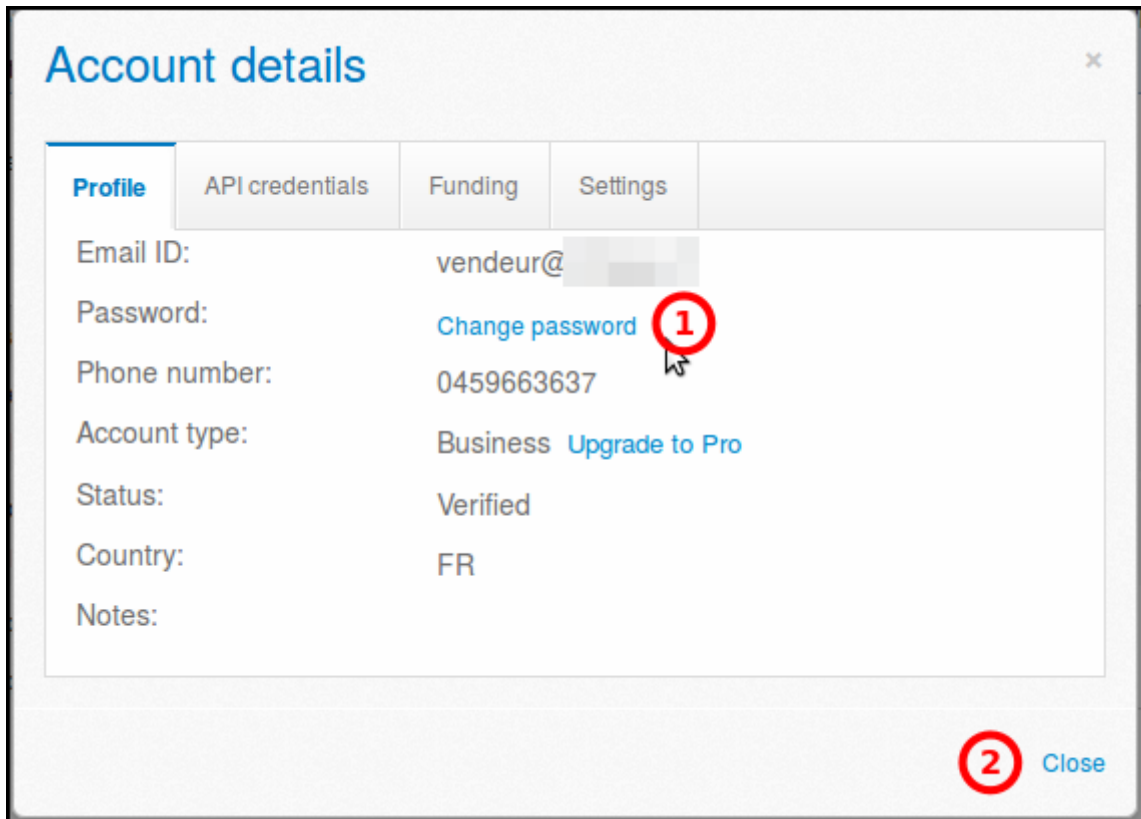 Account details ×
Profile API credentials Funding Settings
Email ID: vendeur@
Password: Change password 1
Phone number: 0459663637
Account type: Business Upgrade to Pro
Status: Verified
Country: FR
Notes:
2 Close